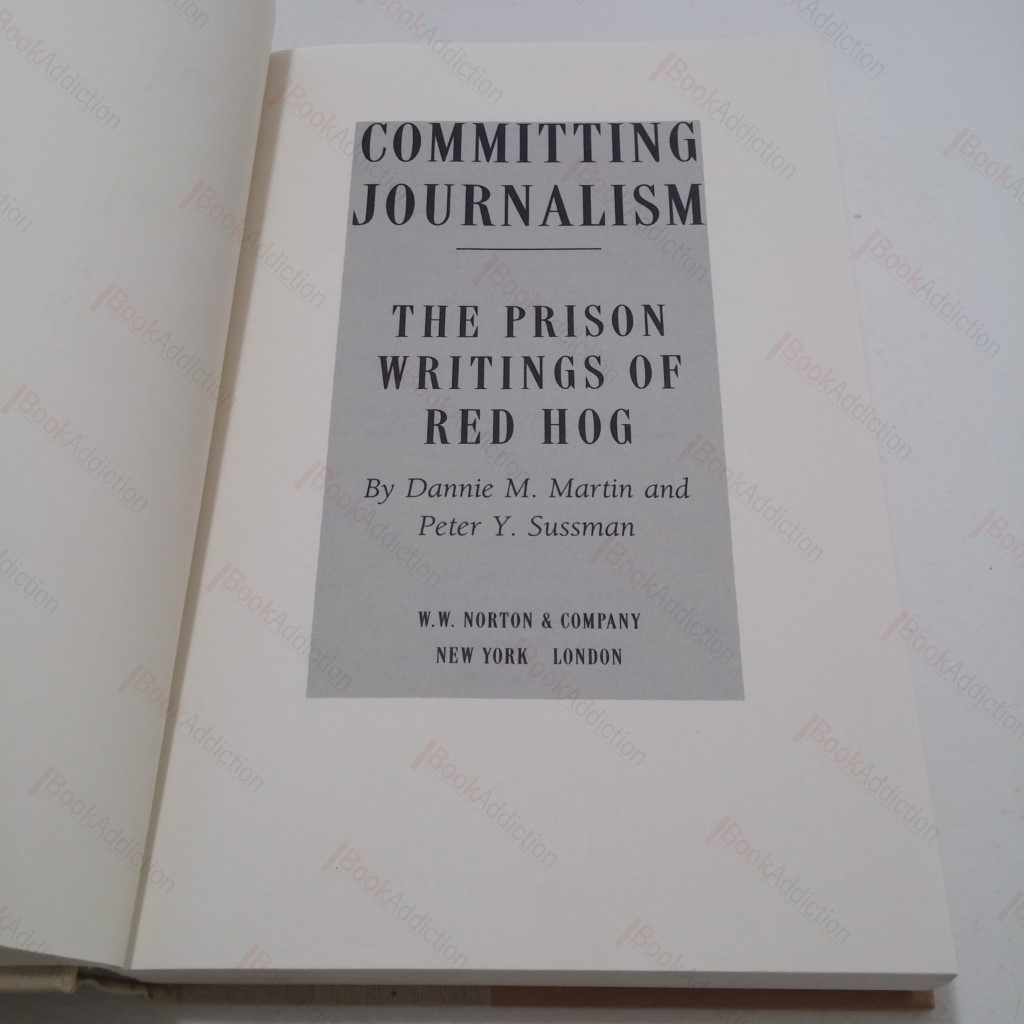 COMMITTING
JOURNALISM
THE PRISON
WRITINGS OF
RED HOG
By Dannie M. Martin and
Peter Y. Sussman
W.W. NORTON & COMPANY
NEW YORK LONDON
BookAddiction